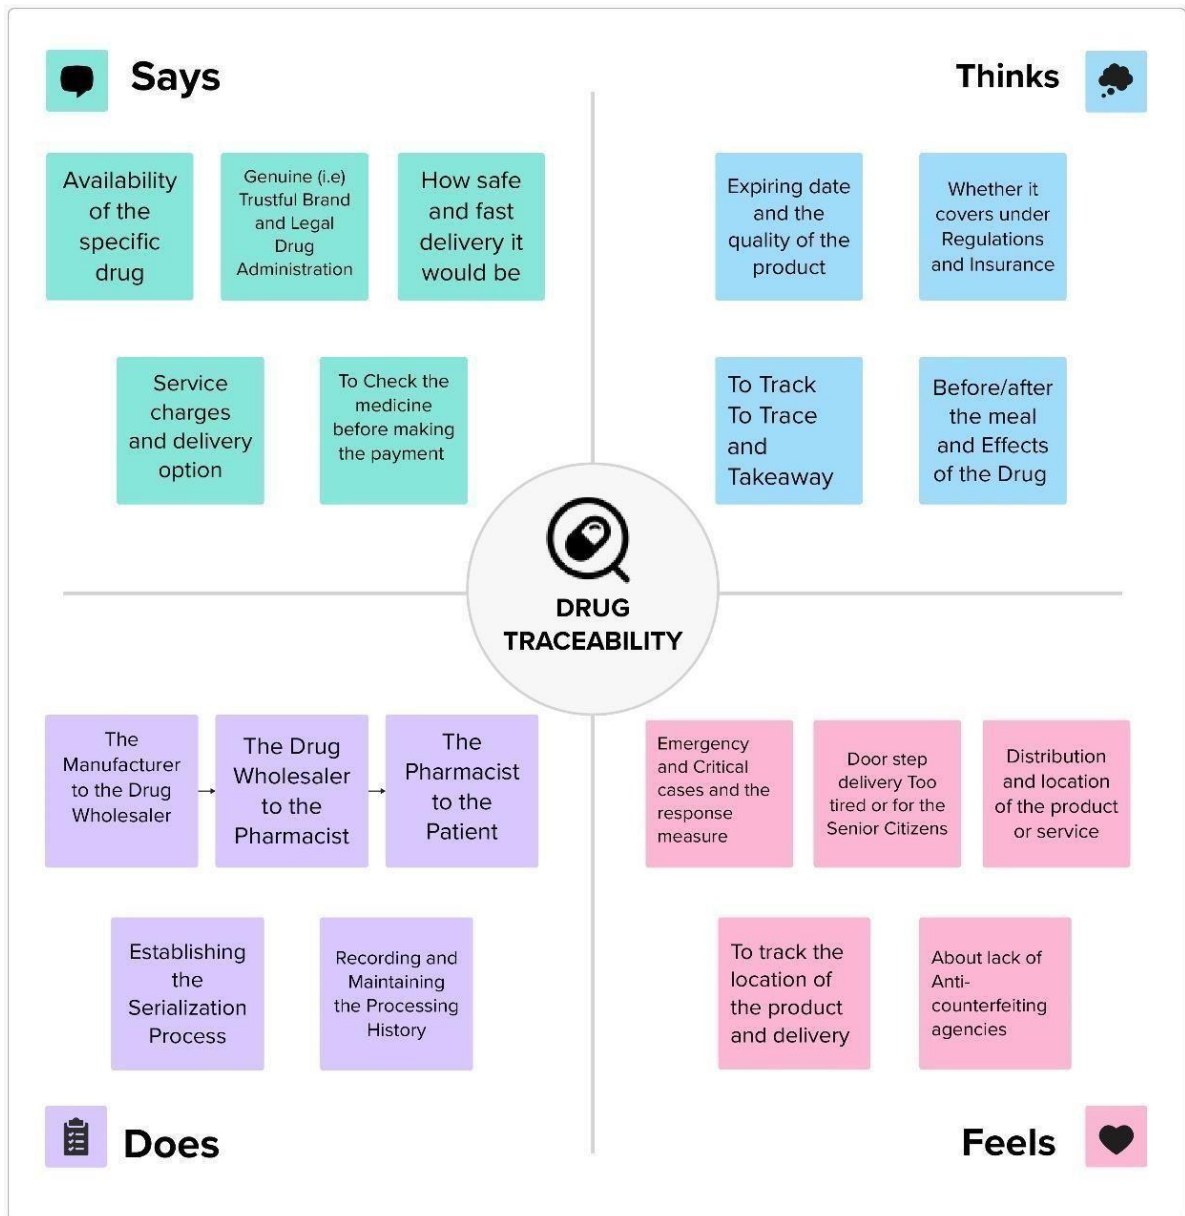 Says
Availability
of the
specific
drug
Genuine (i.e)
Trustful Brand
and Legal
Drug
Administration
How safe
and fast
delivery it
would be
Service
charges
and delivery
option
To Check the
medicine
before making
the payment
Thinks
Expiring date
and the
quality of the
product
Whether it
covers under
Regulations
and Insurance
To Track
To Trace
and
Takeaway
Before/after
the meal
and Effects
of the Drug
DRUG
TRACEABILITY
The
Manufacturer
to the Drug
Wholesaler
The Drug
Wholesaler
to the
Pharmacist
The
Pharmacist
to the
Patient
Establishing
the
Serialization
Process
Recording and
Maintaining
the Processing
History
Does
Emergency
and Critical
cases and the
response
measure
Door step
delivery Too
tired or for the
Senior Citizens
Distribution
and location
of the product
or service
To track the
location of
the product
and delivery
About lack of
Anti-
counterfeiting
agencies
Feels